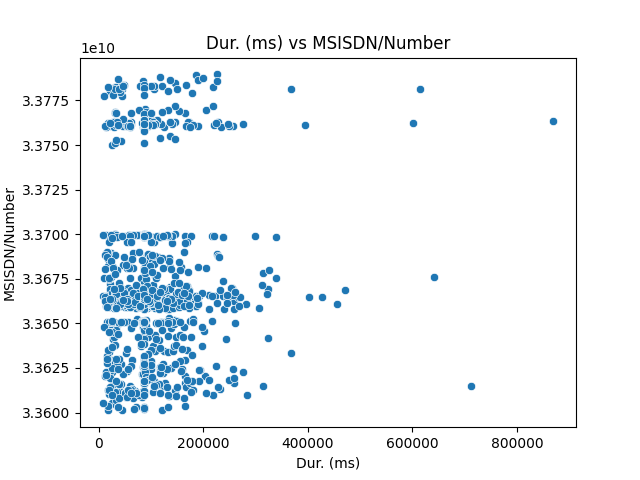 Dur. (ms) vs MSISDN/Number
1e10
3.3775
3.3750
3.3725
3.3700
3.3675
3.3650
3.3625
3.3600
MSISDN/Number
0 200000 400000 600000 800000
Dur. (ms)